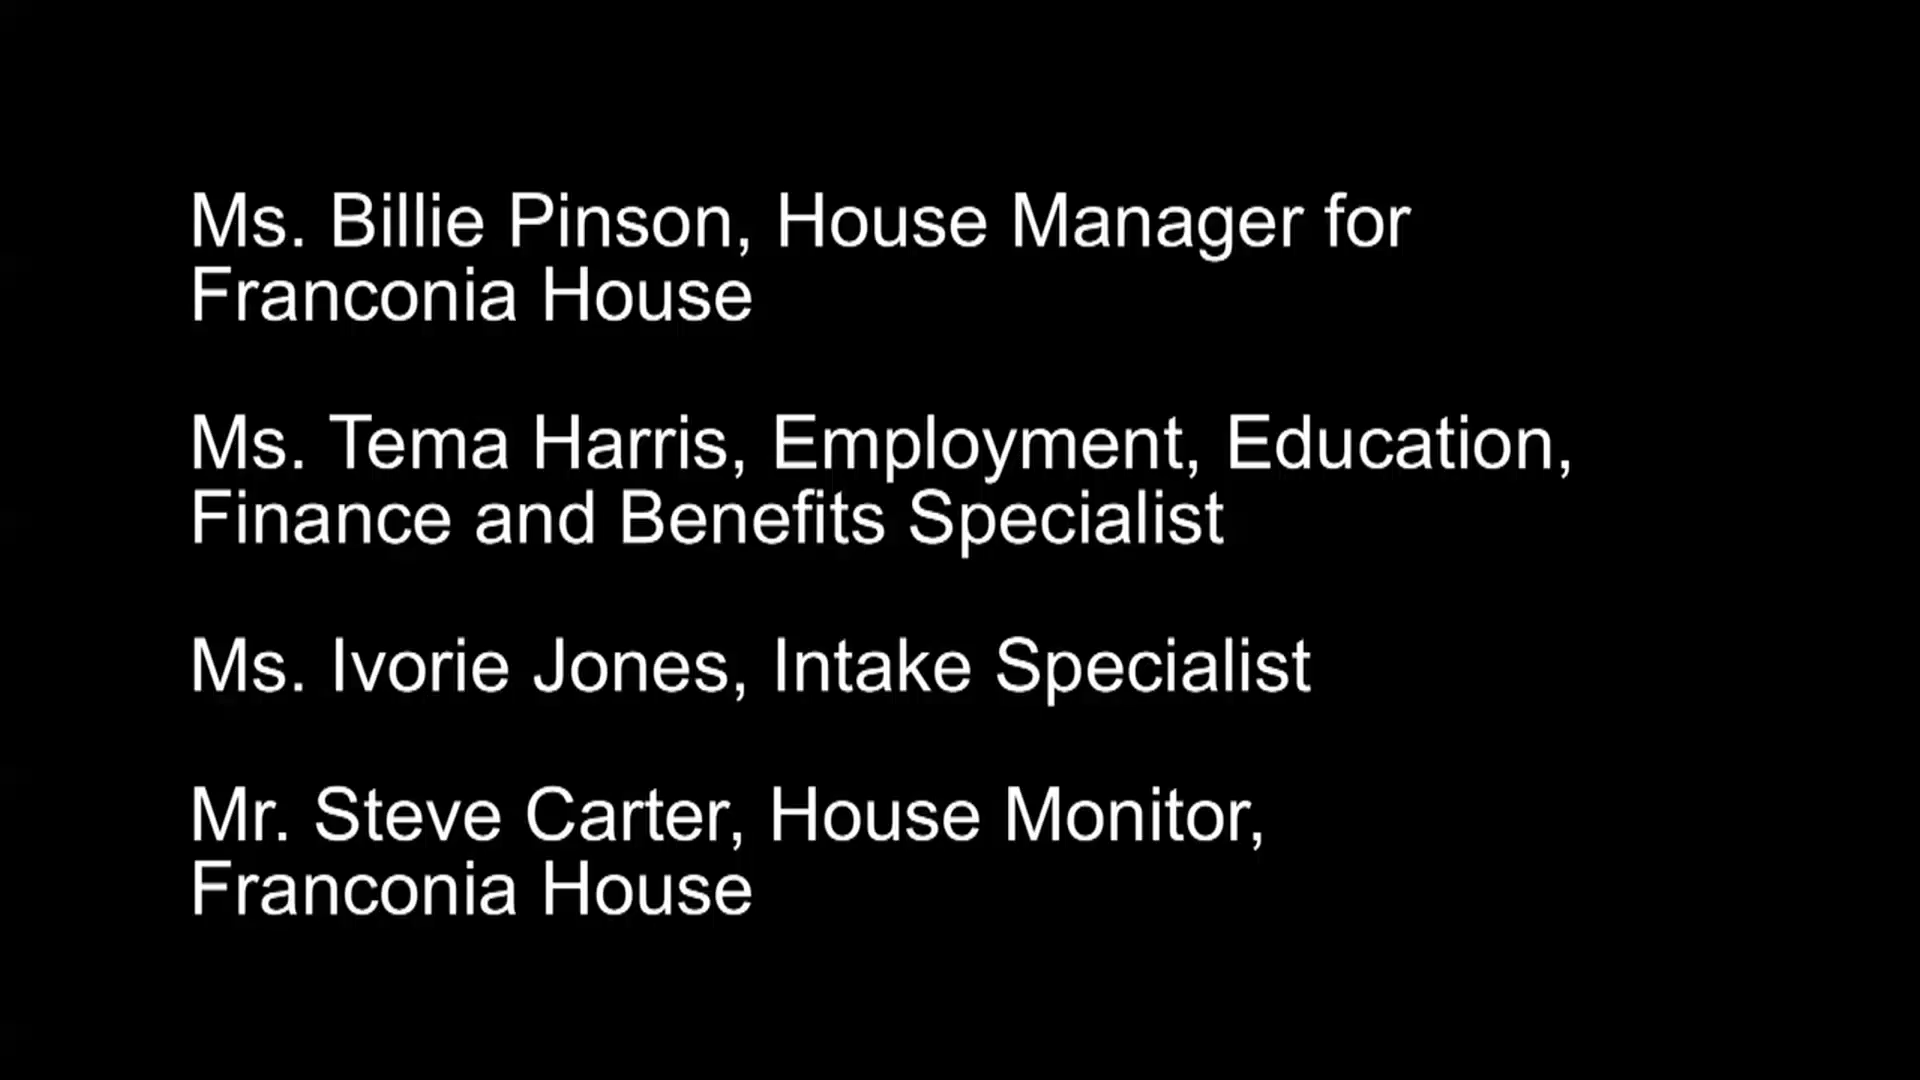 Ms. Billie Pinson, House Manager for
Franconia House
Ms. Tema Harris, Employment, Education,
Finance and Benefits Specialist
Ms. Ivorie Jones, Intake Specialist
Mr. Steve Carter, House Monitor,
Franconia House